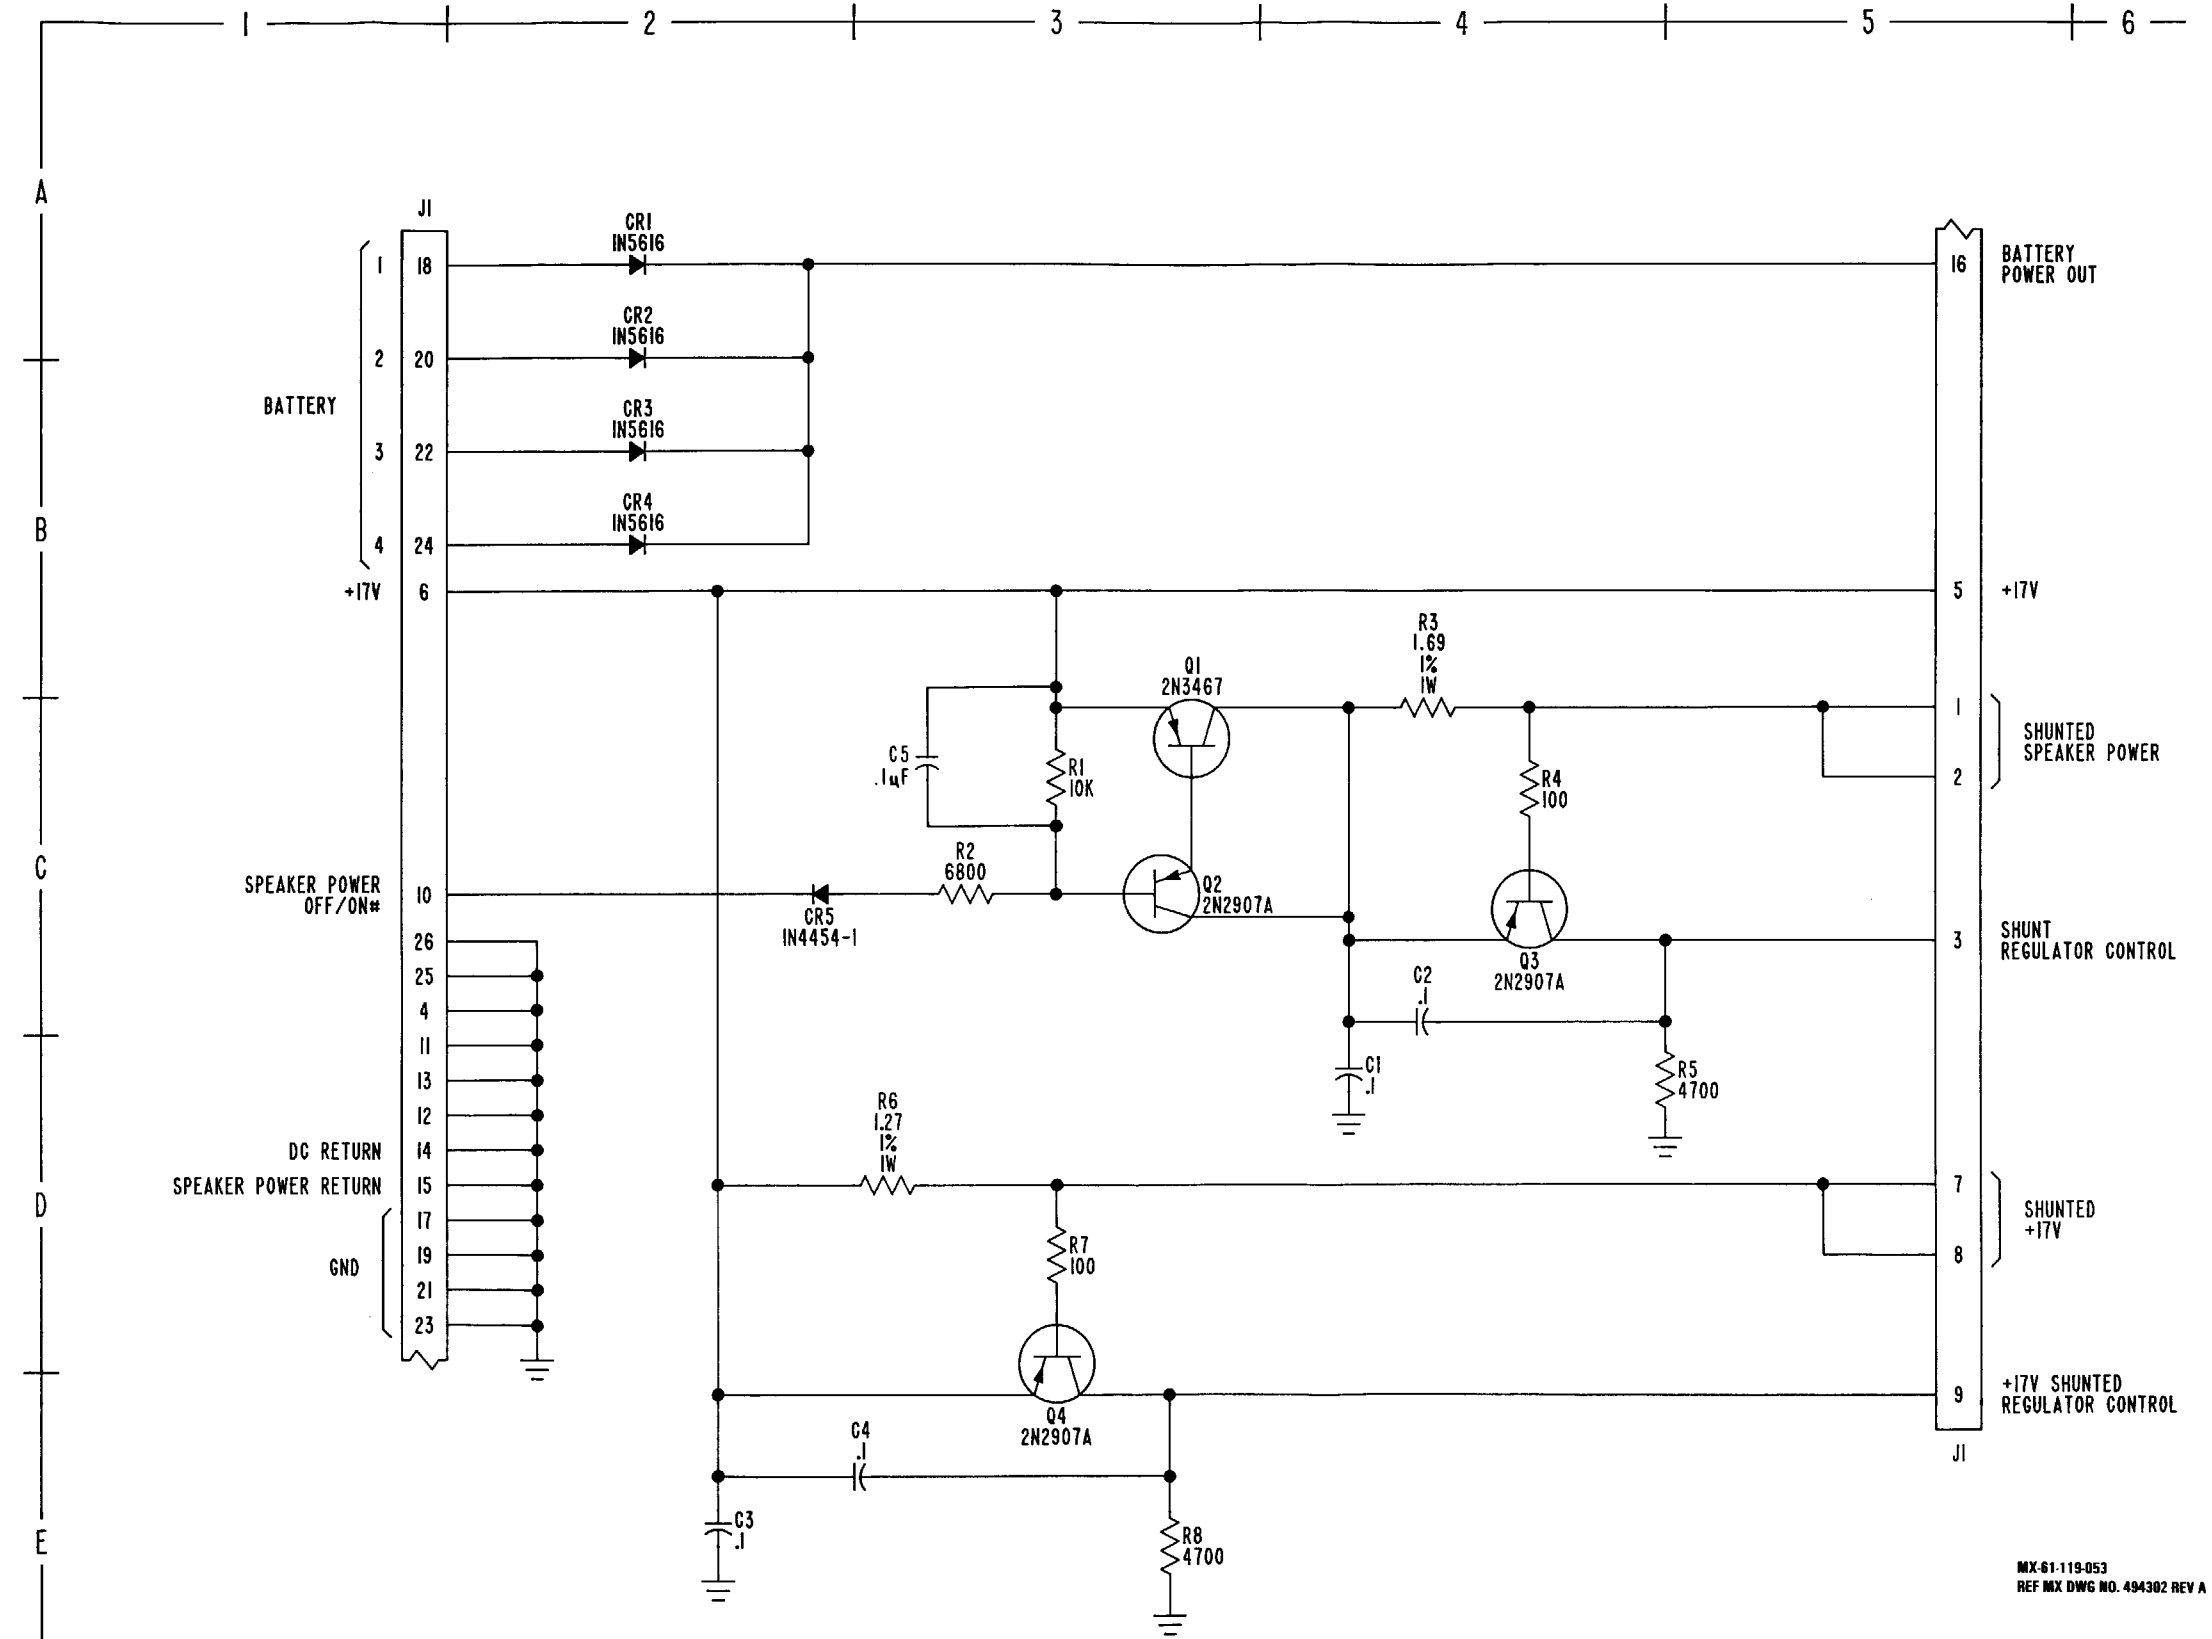 1 2 3 4 5 6
A
B
C
D
E
J1
BATTERY
1 18
2 20
3 22
4 24
+17V 6
SPEAKER POWER
OFF/ON# 10
26
25
4
11
13
12
DC RETURN 14
SPEAKER POWER RETURN 15
GND
17
19
21
23
CR1
1N5616
CR2
1N5616
CR3
1N5616
CR4
1N5616
C5
.1uF
R1
10K
Q1
2N3467
R2
6800
CR5
1N4454-1
Q2
2N2907A
R3
1.69
1%
1W
R4
100
Q3
2N2907A
C2
.1
C1
.1
R5
4700
R6
1.27
1%
1W
R7
100
Q4
2N2907A
C4
.1
C3
.1
R8
4700
16 BATTERY
POWER OUT
5 +17V
1
2
SHUNTED
SPEAKER POWER
3 SHUNT
REGULATOR CONTROL
7
8
SHUNTED
+17V
9 +17V SHUNTED
REGULATOR CONTROL
J1
MX-61-119-053
REF MX DWG NO. 494302 REV A